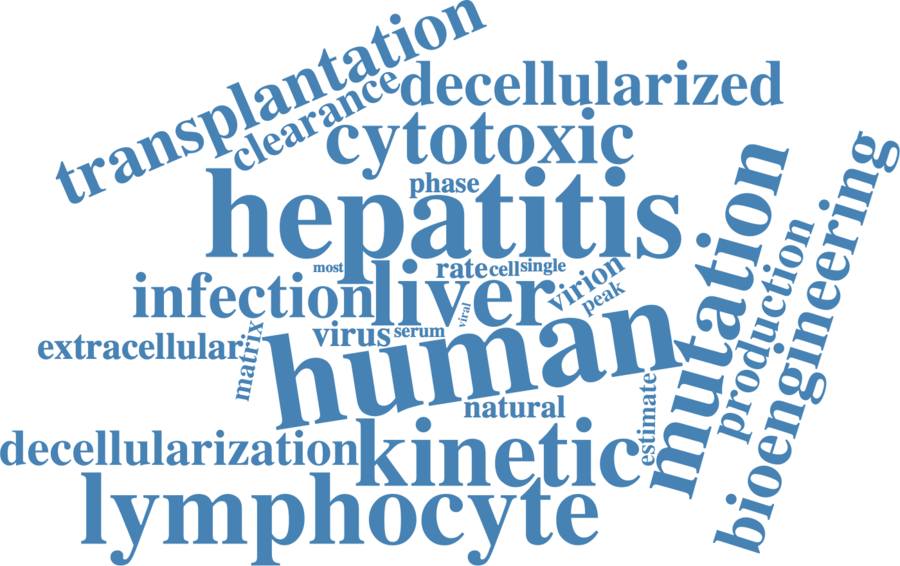 transplantation
clearance
decellularized
cytotoxic
phase
hepatitis
most
rate
cell
single
infection
liver
virion
peak
viral
virus
serum
extracellular
matrix
human
mutation
production
bioengineering
natural
estimate
decellularization
kinetic
lymphocyte